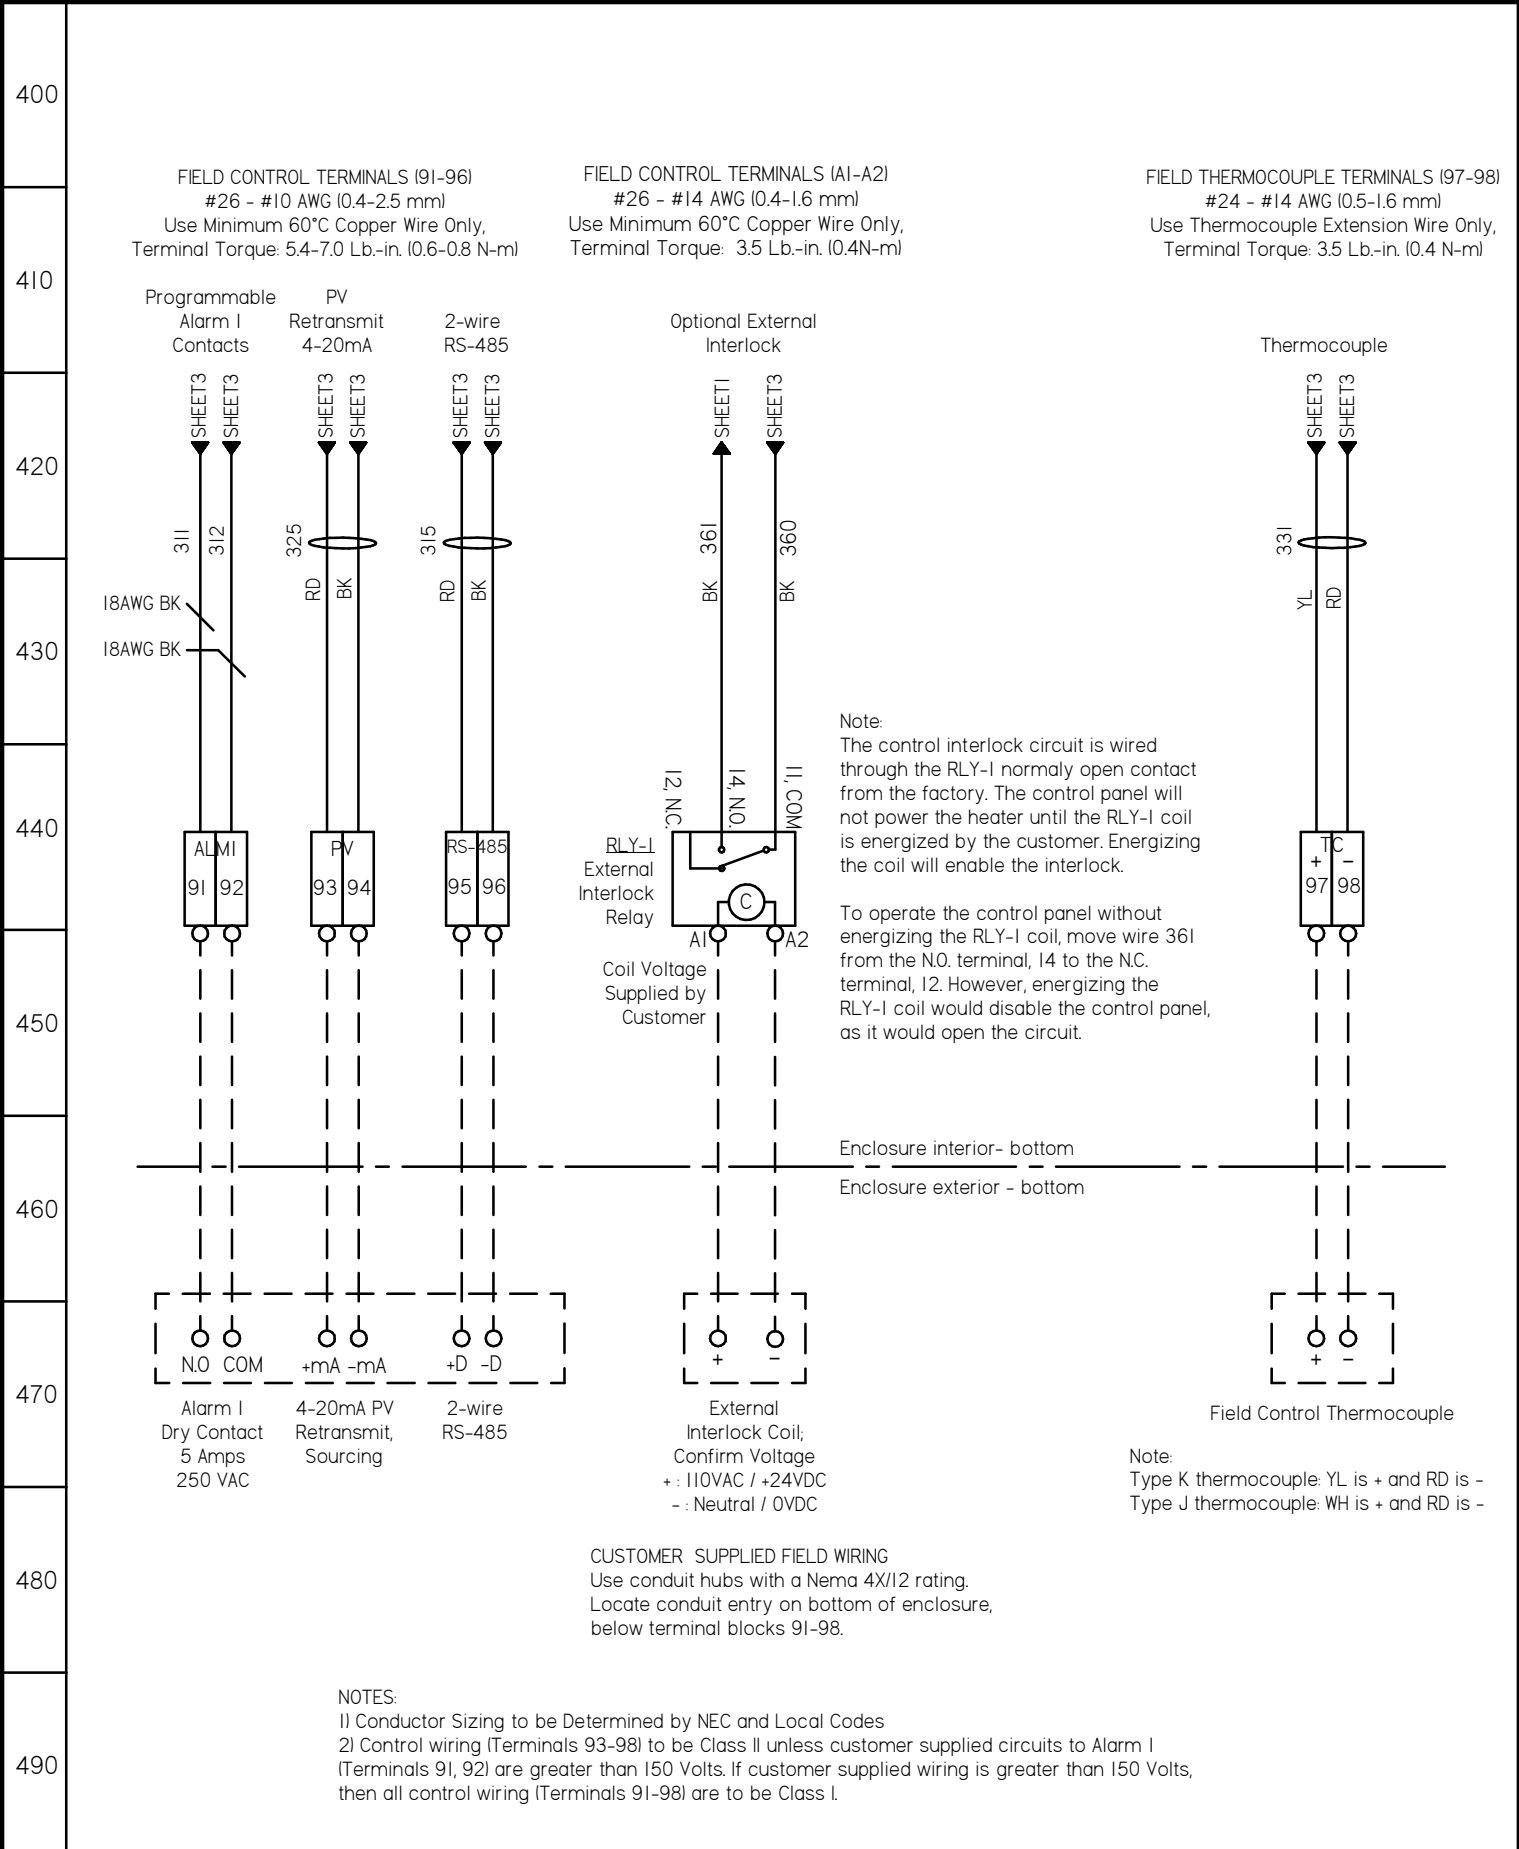 400
410
420
430
440
450
460
470
480
490
FIELD CONTROL TERMINALS (91-96)
#26 - #10 AWG (0.4-2.5 mm)
Use Minimum 60°C Copper Wire Only,
Terminal Torque: 5.4-7.0 Lb.-in. (0.6-0.8 N-m)
FIELD CONTROL TERMINALS (A1-A2)
#26 - #14 AWG (0.4-1.6 mm)
Use Minimum 60°C Copper Wire Only,
Terminal Torque: 3.5 Lb.-in. (0.4N-m)
FIELD THERMOCOUPLE TERMINALS (97-98)
#24 - #14 AWG (0.5-1.6 mm)
Use Thermocouple Extension Wire Only,
Terminal Torque: 3.5 Lb.-in. (0.4 N-m)
Programmable
Alarm 1
Contacts
PV
Retransmit
4-20mA
2-wire
RS-485
Optional External
Interlock
Thermocouple
SHEET3
SHEET3
SHEET3
SHEET3
SHEET3
SHEET3
SHEET1
SHEET3
SHEET3
SHEET3
311
312
325
315
361
360
331
RD
BK
RD
BK
BK
BK
YL
RD
18AWG BK
18AWG BK
12, N.C.
14, N.O.
11, COM
Note:
The control interlock circuit is wired
through the RLY-1 normaly open contact
from the factory. The control panel will
not power the heater until the RLY-1 coil
is energized by the customer. Energizing
the coil will enable the interlock.
To operate the control panel without
energizing the RLY-1 coil, move wire 361
from the N.O. terminal, 14 to the N.C.
terminal, 12. However, energizing the
RLY-1 coil would disable the control panel,
as it would open the circuit.
ALM1
91
92
PV
93
94
RS-485
95
96
RLY-1
External
Interlock
Relay
C
A1
A2
Coil Voltage
Supplied by
Customer
TC
+ -
97
98
Enclosure interior- bottom
Enclosure exterior - bottom
N.O COM
+mA -mA
+D -D
+ -
+ -
Alarm 1
Dry Contact
5 Amps
250 VAC
4-20mA PV
Retransmit,
Sourcing
2-wire
RS-485
External
Interlock Coil;
Confirm Voltage
+ : 110VAC / +24VDC
- : Neutral / 0VDC
Field Control Thermocouple
Note:
Type K thermocouple: YL is + and RD is -
Type J thermocouple: WH is + and RD is -
CUSTOMER SUPPLIED FIELD WIRING
Use conduit hubs with a Nema 4X/12 rating.
Locate conduit entry on bottom of enclosure,
below terminal blocks 91-98.
NOTES:
1) Conductor Sizing to be Determined by NEC and Local Codes
2) Control wiring (Terminals 93-98) to be Class II unless customer supplied circuits to Alarm 1
(Terminals 91, 92) are greater than 150 Volts. If customer supplied wiring is greater than 150 Volts,
then all control wiring (Terminals 91-98) are to be Class I.